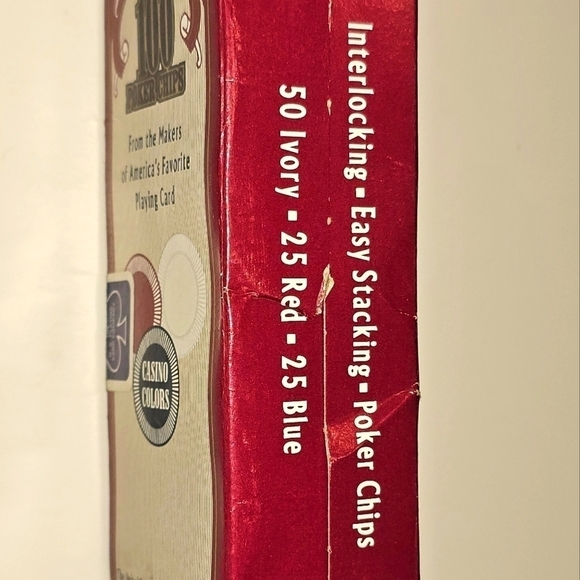 100
POKER CHIPS
From the Makers
of America's Favorite
Playing Card
CASINO
COLORS
Interlocking ▪ Easy Stacking ▪ Poker Chips
50 Ivory ▪ 25 Red ▪ 25 Blue